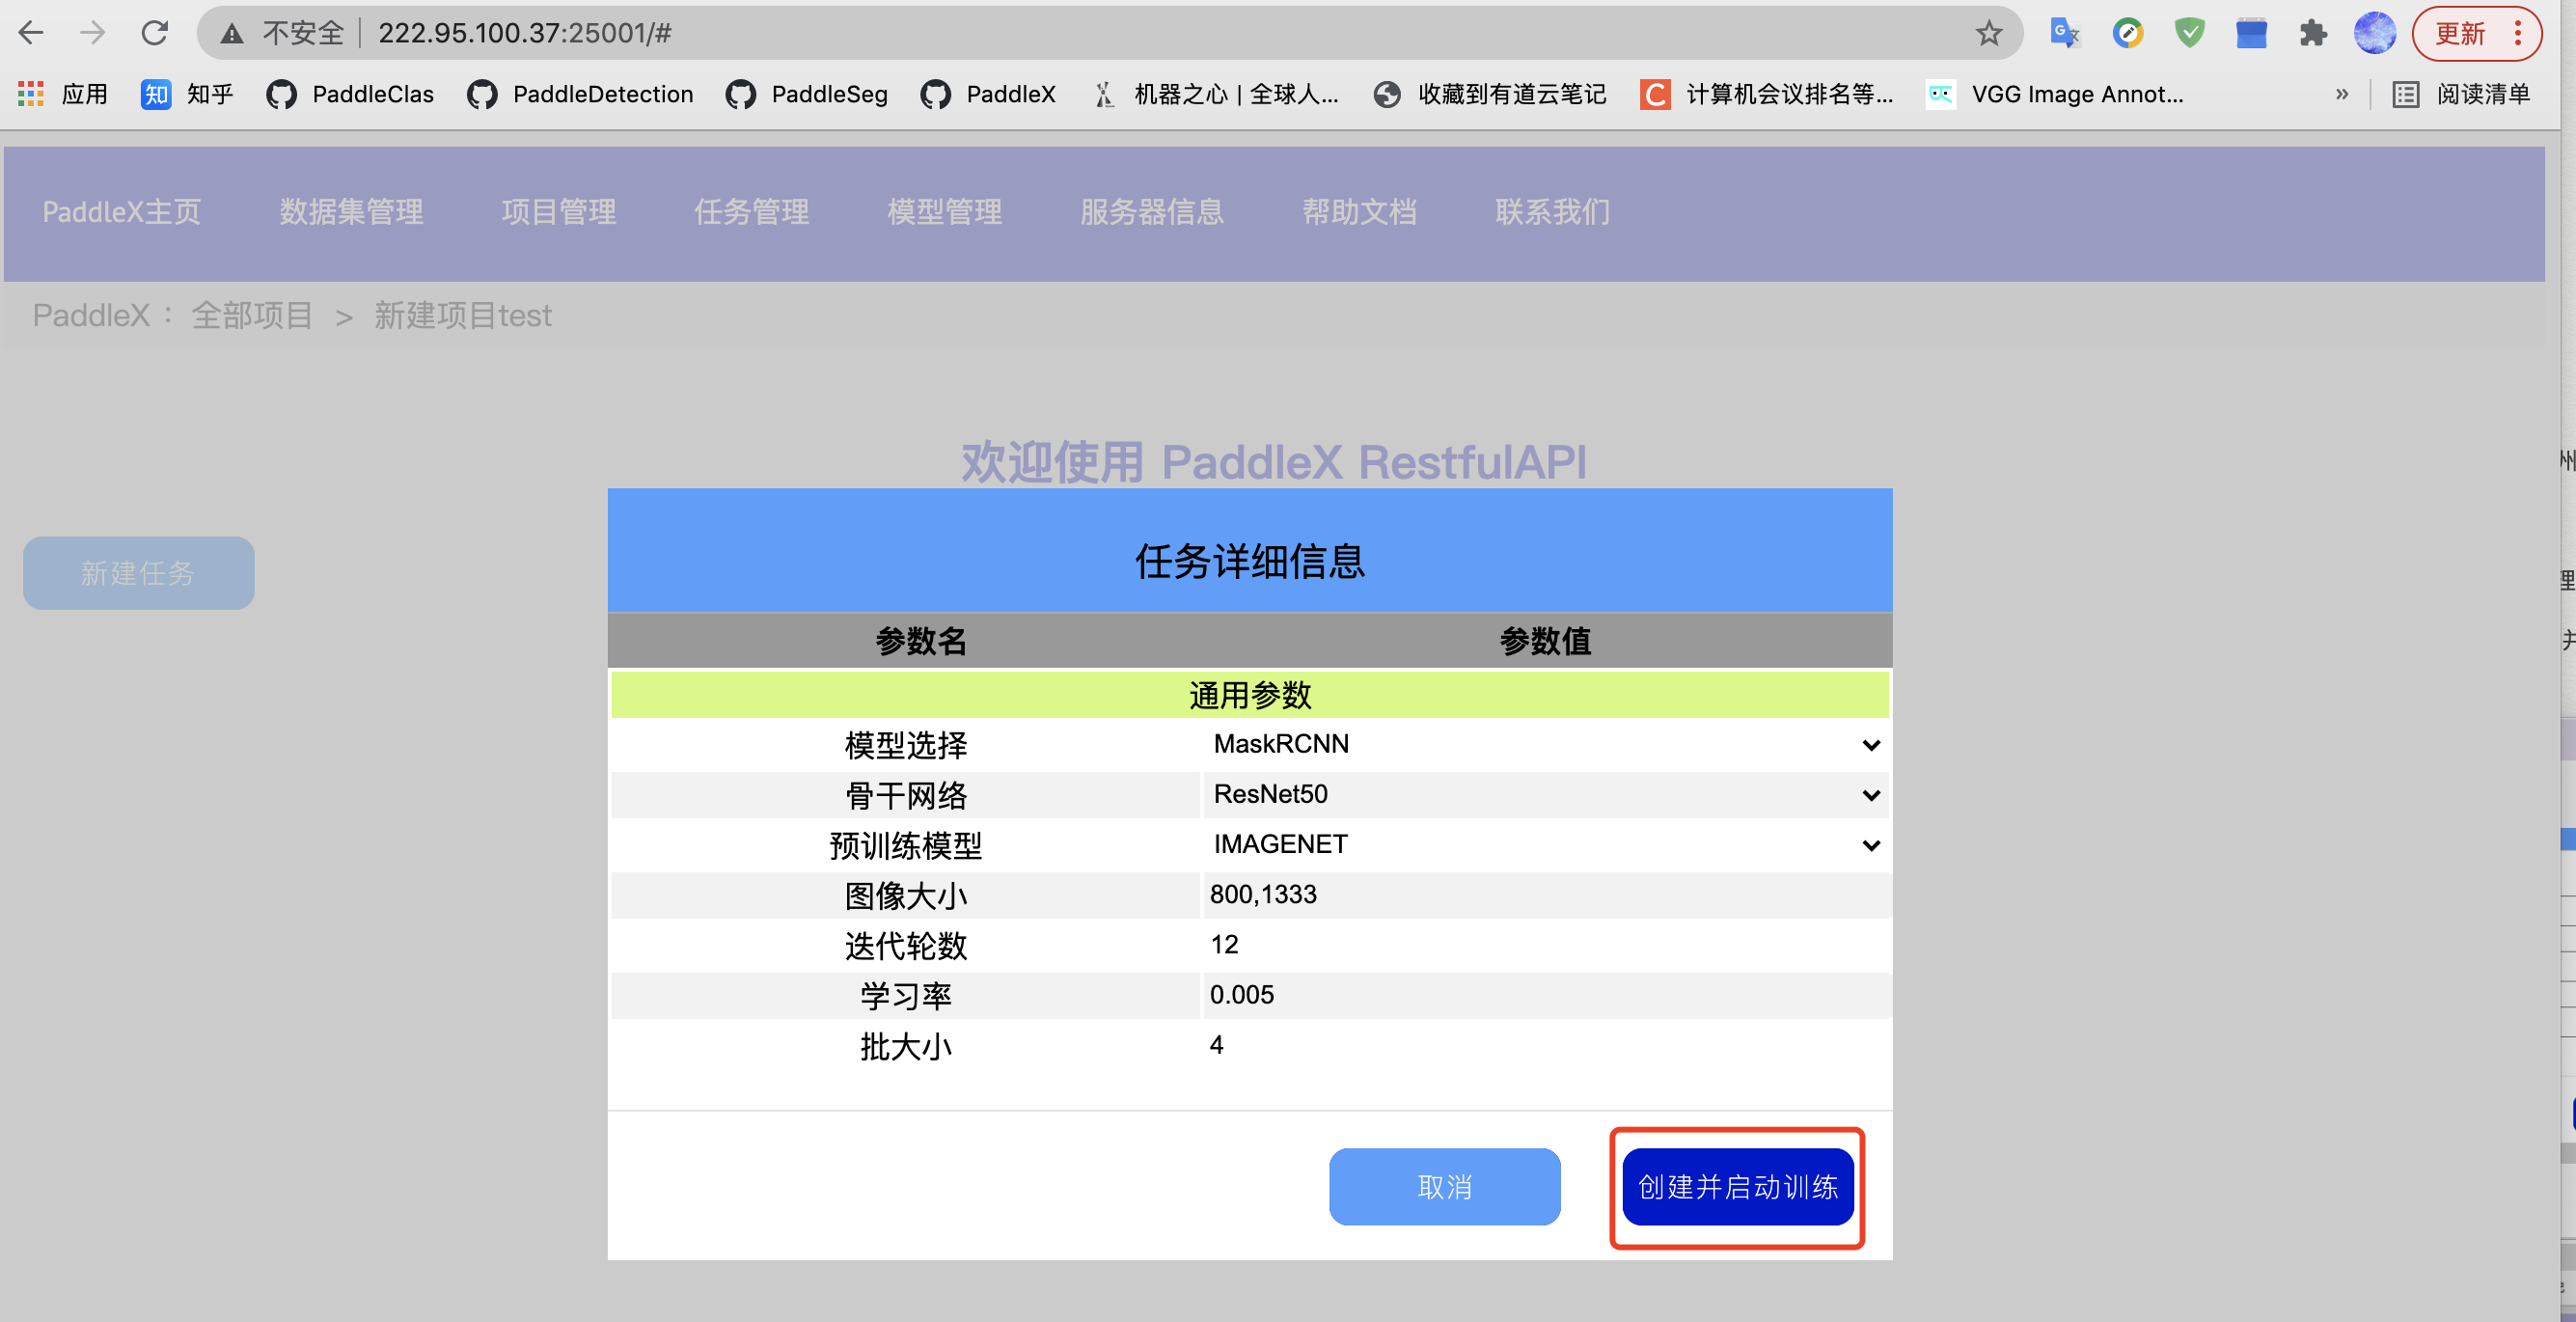 不安全 222.95.100.37:25001/# 更新
应用 知 知乎 PaddleClas PaddleDetection PaddleSeg PaddleX 机器之心 | 全球人... 收藏到有道云笔记 C 计算机会议排名等... VGG Image Annot... » 阅读清单
PaddleX主页 数据集管理 项目管理 任务管理 模型管理 服务器信息 帮助文档 联系我们
PaddleX： 全部项目 > 新建项目test
欢迎使用 PaddleX RestfulAPI
新建任务
任务详细信息
参数名 参数值
通用参数
模型选择 MaskRCNN
骨干网络 ResNet50
预训练模型 IMAGENET
图像大小 800,1333
迭代轮数 12
学习率 0.005
批大小 4
取消 创建并启动训练